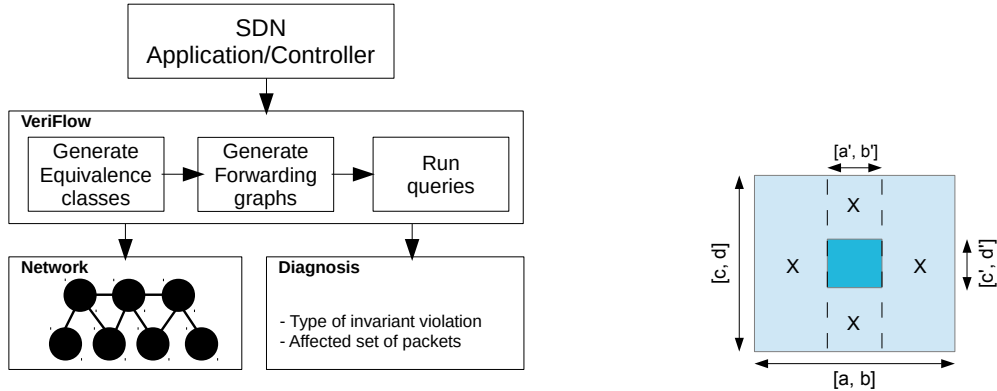 SDN
Application/Controller
VeriFlow
Generate
Equivalence
classes
Generate
Forwarding
graphs
Run
queries
Network
Diagnosis
- Type of invariant violation
- Affected set of packets
[a', b']
X
[c, d]
X
X
[c', d']
X
[a, b]